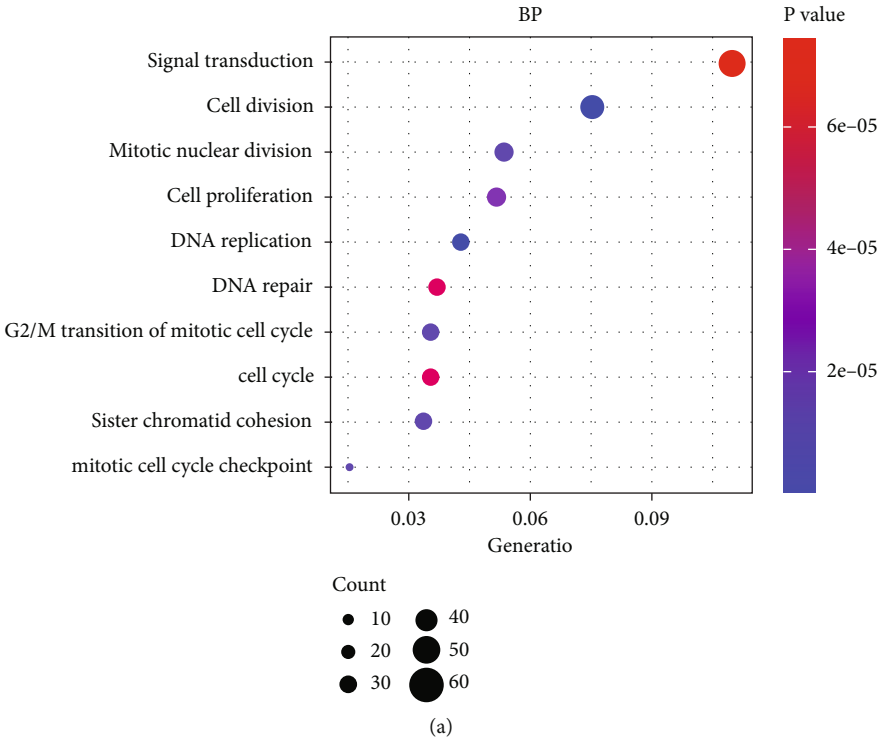 BP
P value
Signal transduction
Cell division
Mitotic nuclear division
Cell proliferation
DNA replication
DNA repair
G2/M transition of mitotic cell cycle
cell cycle
Sister chromatid cohesion
mitotic cell cycle checkpoint
6e–05
4e–05
2e–05
0.03 0.06 0.09
Generatio
Count
10 40
20 50
30 60
(a)